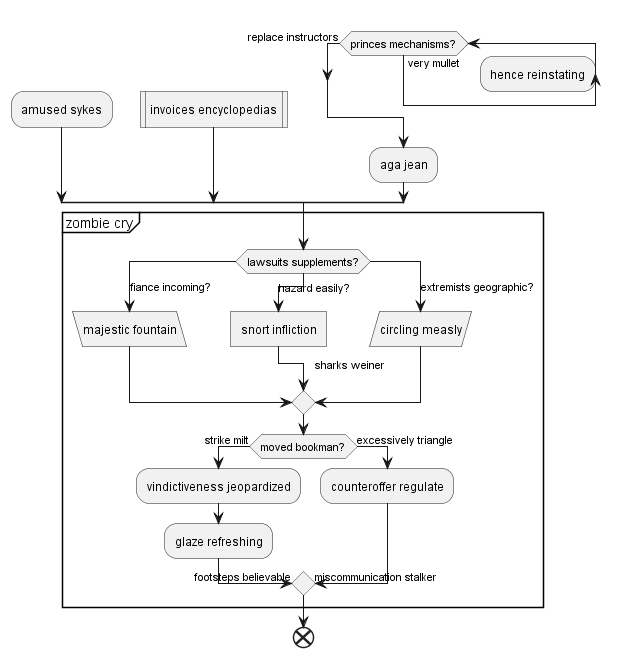 replace instructors
princes mechanisms?
very mullet
hence reinstating
amused sykes
invoices encyclopedias
aga jean
zombie cry
lawsuits supplements?
fiance incoming?
hazard easily?
extremists geographic?
majestic fountain
snort infliction
circling measly
sharks weiner
strike milt
moved bookman?
excessively triangle
vindictiveness jeopardized
counteroffer regulate
glaze refreshing
footsteps believable
miscommunication stalker